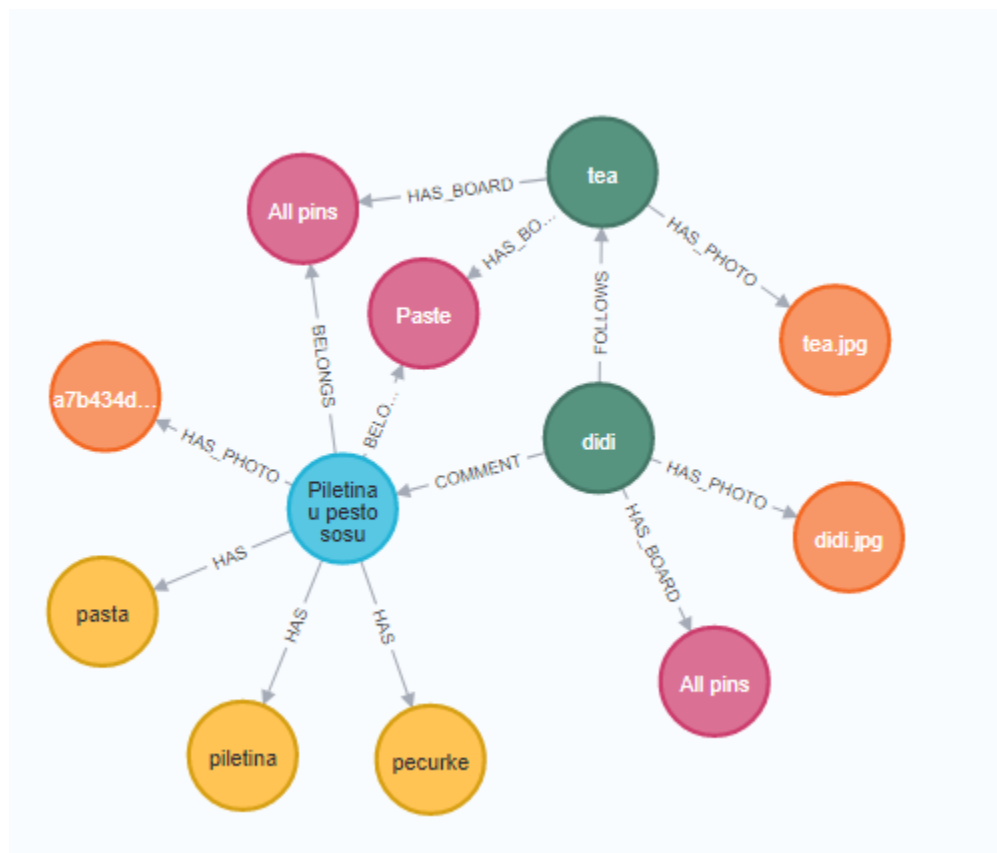 tea
HAS_BOARD
All pins
HAS_BO...
HAS_PHOTO
Paste
FOLLOWS
tea.jpg
BELONGS
a7b434d...
BELO...
didi
HAS_PHOTO
COMMENT
HAS_PHOTO
Piletina
u pesto
sosu
didi.jpg
HAS_BOARD
HAS
pasta
HAS
HAS
All pins
piletina
pecurke